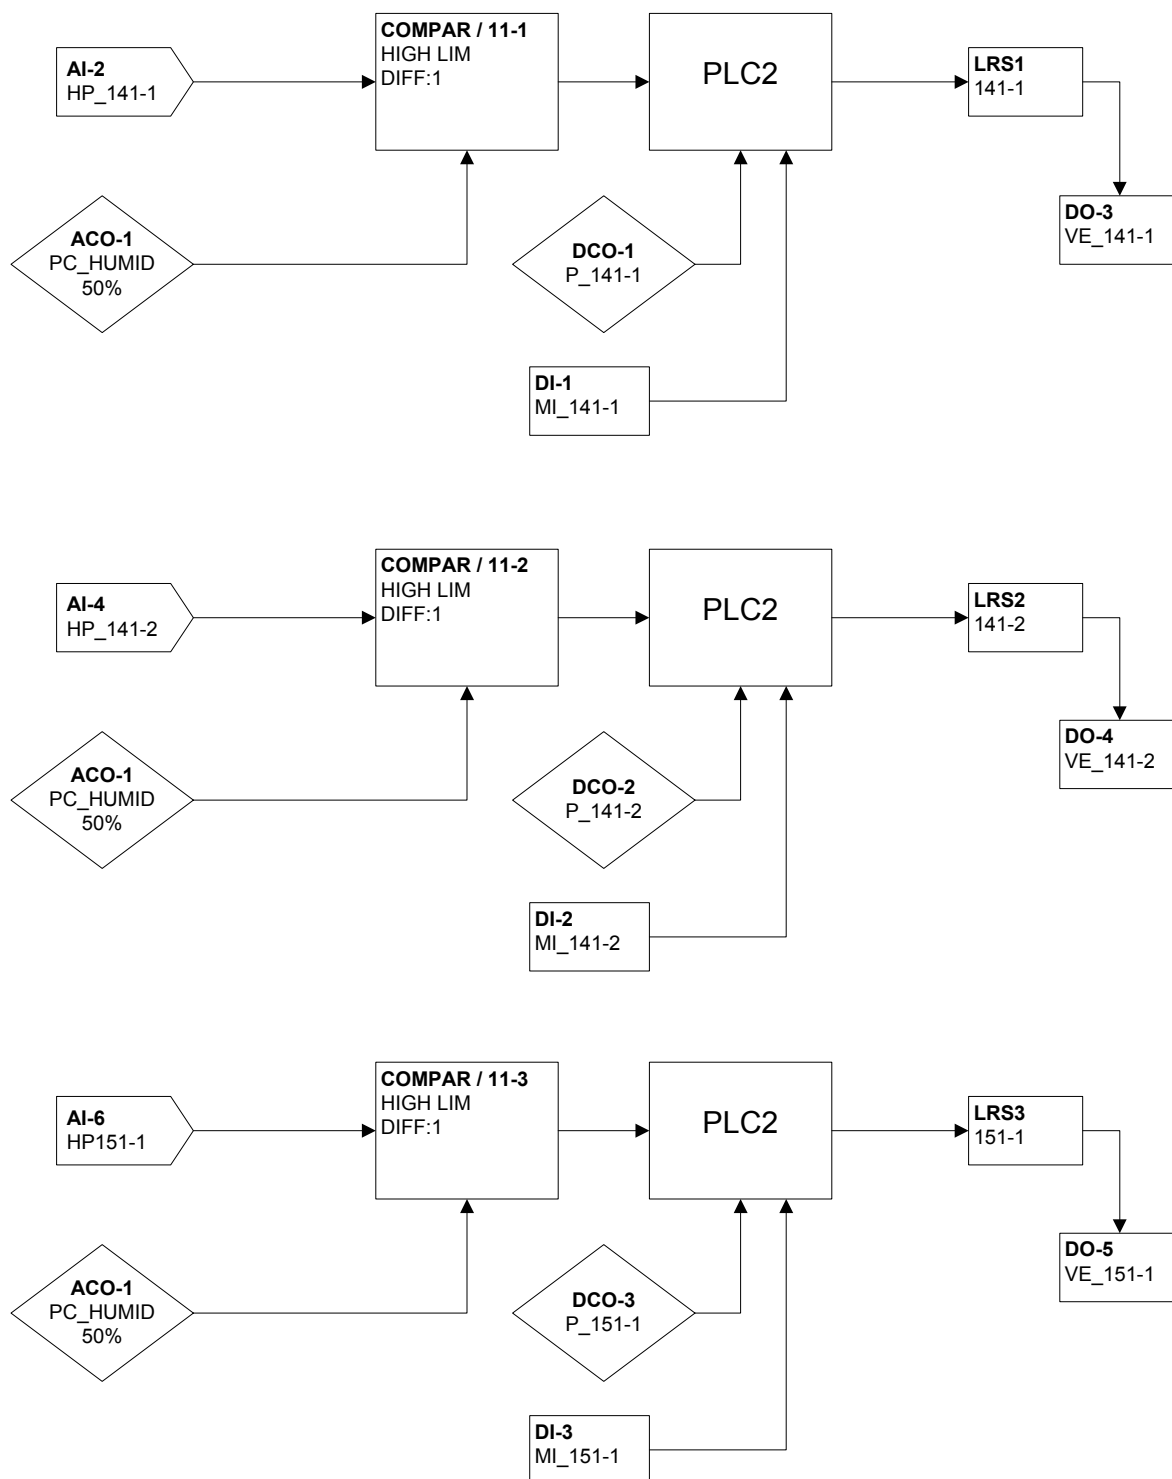 AI-2
HP_141-1
COMPAR / 11-1
HIGH LIM
DIFF:1
PLC2
LRS1
141-1
ACO-1
PC_HUMID
50%
DCO-1
P_141-1
DO-3
VE_141-1
DI-1
MI_141-1
AI-4
HP_141-2
COMPAR / 11-2
HIGH LIM
DIFF:1
PLC2
LRS2
141-2
ACO-1
PC_HUMID
50%
DCO-2
P_141-2
DO-4
VE_141-2
DI-2
MI_141-2
AI-6
HP151-1
COMPAR / 11-3
HIGH LIM
DIFF:1
PLC2
LRS3
151-1
ACO-1
PC_HUMID
50%
DCO-3
P_151-1
DO-5
VE_151-1
DI-3
MI_151-1